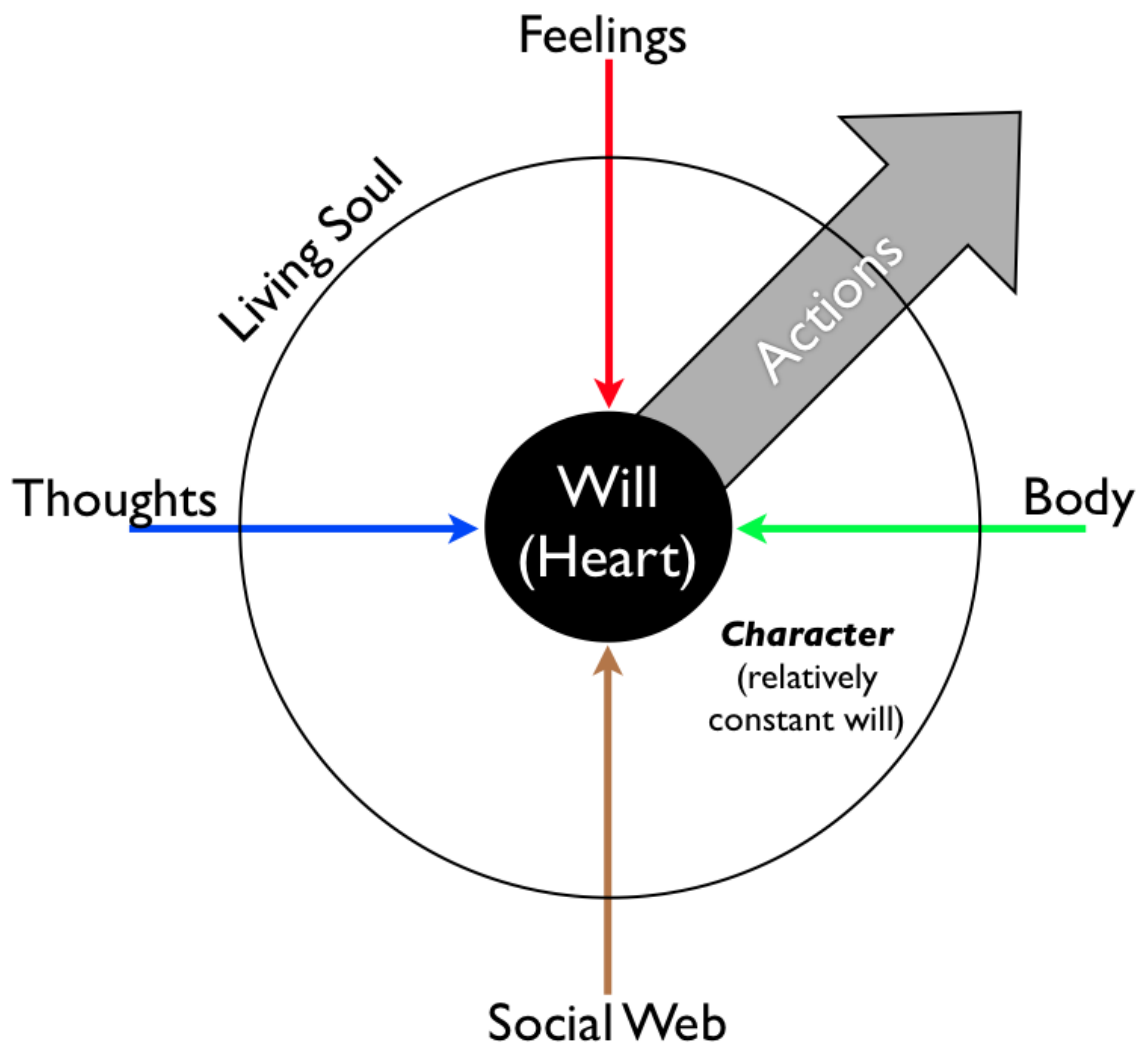 Feelings
Living Soul
Actions
Thoughts
Will
(Heart)
Body
Character
(relatively
constant will)
Social Web